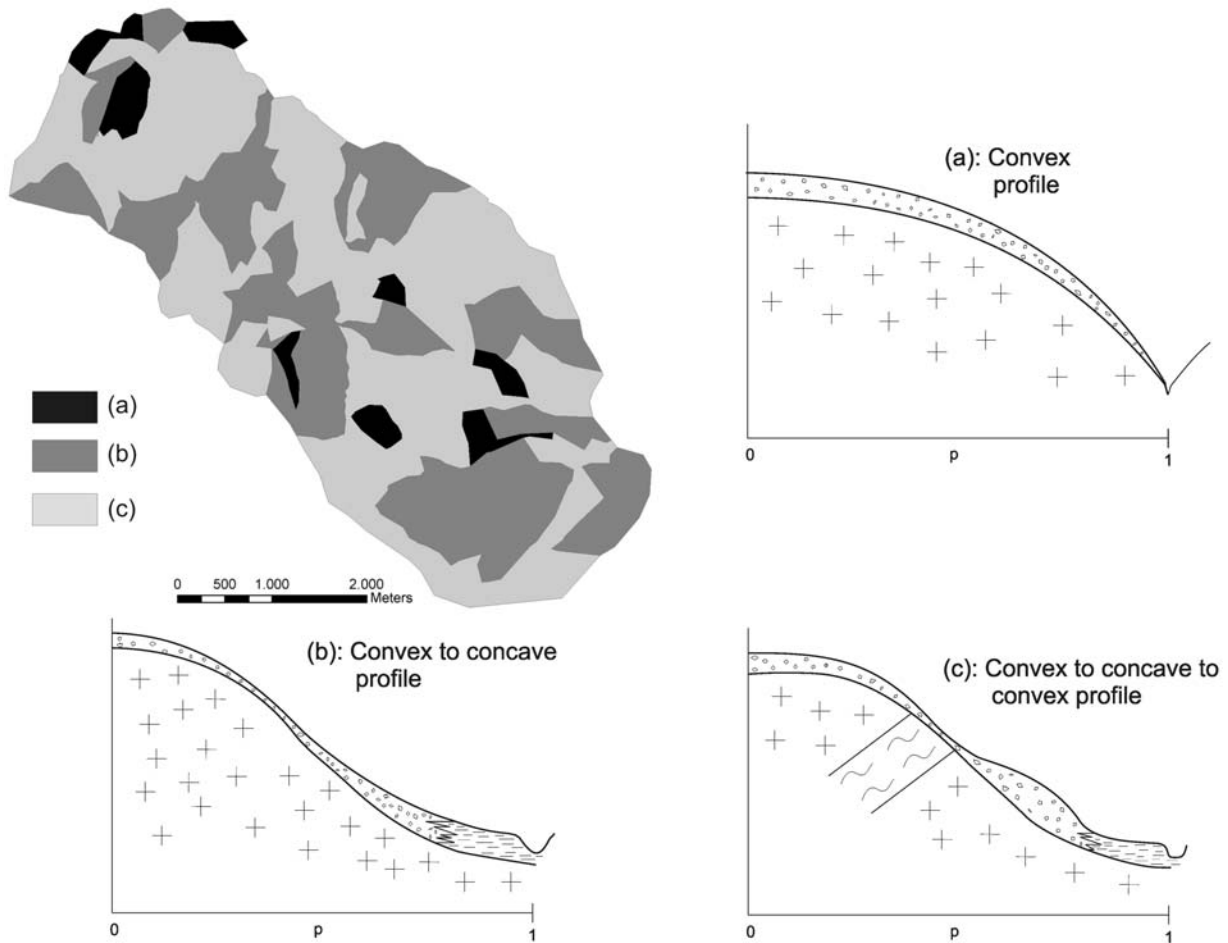 (a): Convex
profile
0
p
1
(a)
(b)
(c)
0 500 1.000 2.000
Meters
(b): Convex to concave
profile
0
p
1
(c): Convex to concave to
convex profile
0
p
1